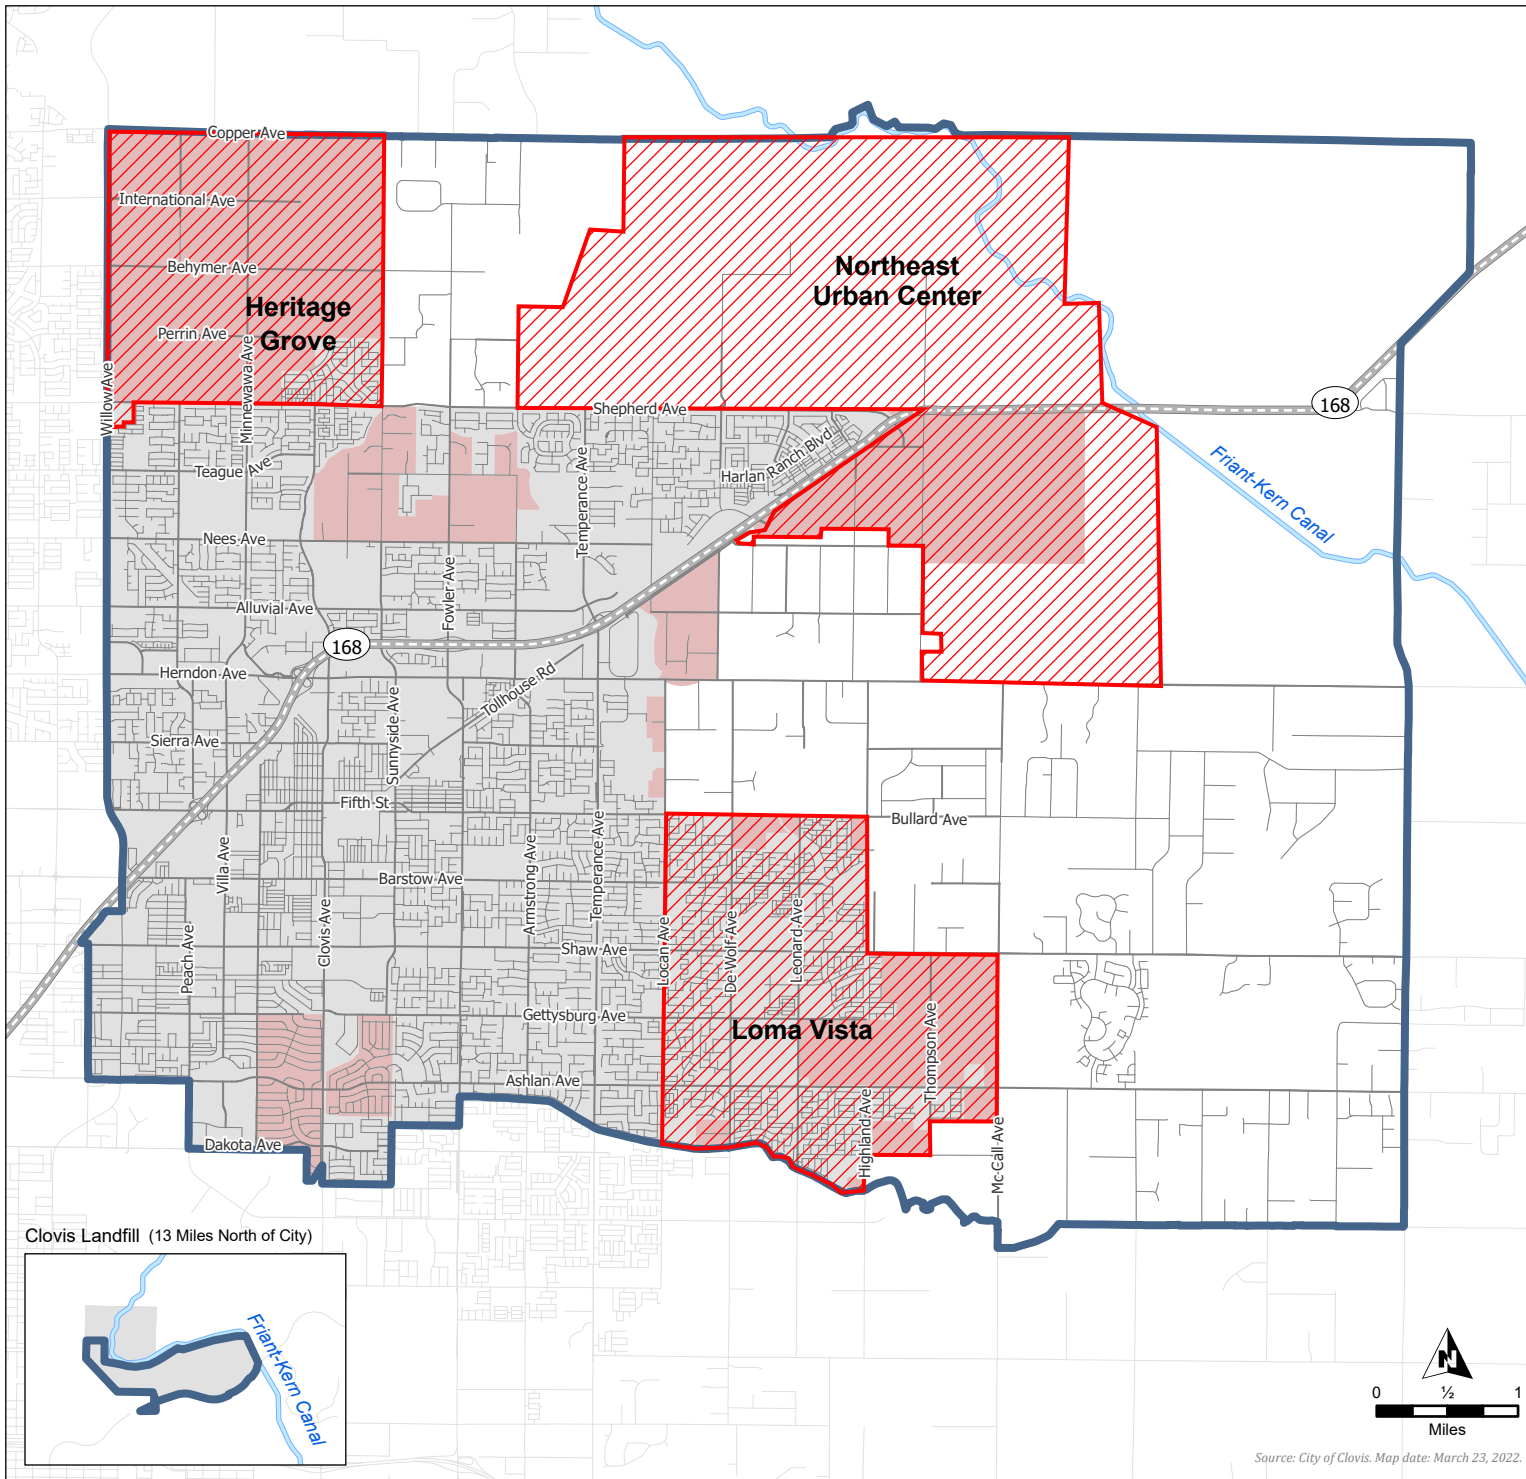 Copper Ave
International Ave
Behymer Ave
Northeast
Urban Center
Heritage
Grove
Perrin Ave
Willow Ave
Minnewawa Ave
Shepherd Ave
168
Teague Ave
Harlan Ranch Blvd
Temperance Ave
Friant-Kern Canal
Nees Ave
Fowler Ave
Alluvial Ave
168
Herndon Ave
Tollhouse Rd
Sunnyside Ave
Sierra Ave
Fifth St
Bullard Ave
Villa Ave
Armstrong Ave
Temperance Ave
Barstow Ave
Clovis Ave
Peach Ave
Shaw Ave
Locan Ave
De Wolf Ave
Leonard Ave
Gettysburg Ave
Loma Vista
Thompson Ave
Ashlan Ave
Highland Ave
Mc Call Ave
Dakota Ave
Clovis Landfill (13 Miles North of City)
Friant-Kern Canal
N
0 ½ 1
Miles
Source: City of Clovis. Map date: March 23, 2022.